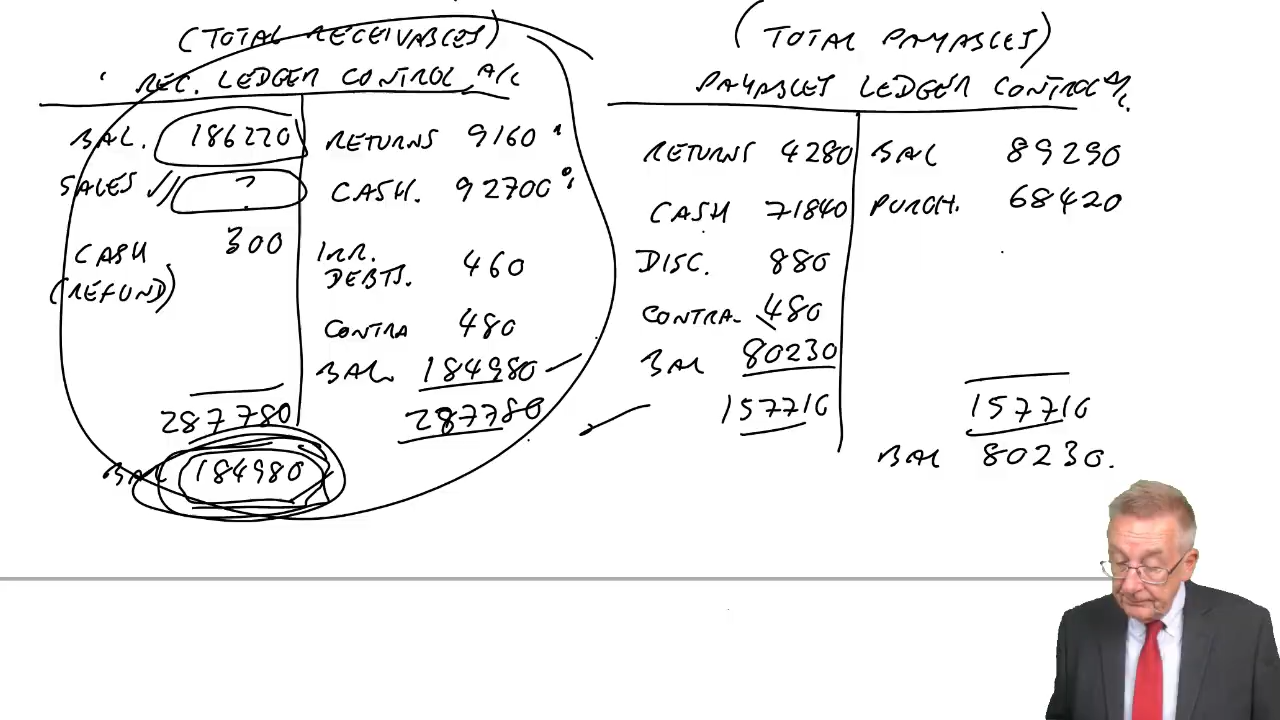 (TOTAL RECEIVABLES)
REC. LEDGER CONTROL A/C
BAL. 186220 RETURNS 9160
SALES ? CASH. 92700
CASH 300 IRR.
(REFUND) DEBTS. 460
CONTRA 480
BAL. 184980
287780 287780
BAL 184980
(TOTAL PAYABLES)
PAYABLES LEDGER CONTROL A/C.
RETURNS 4280 BAL 89290
CASH 71840 PURCH. 68420
DISC. 880
CONTRA. 480
BAL 80230
157710 157710
BAL 80230.